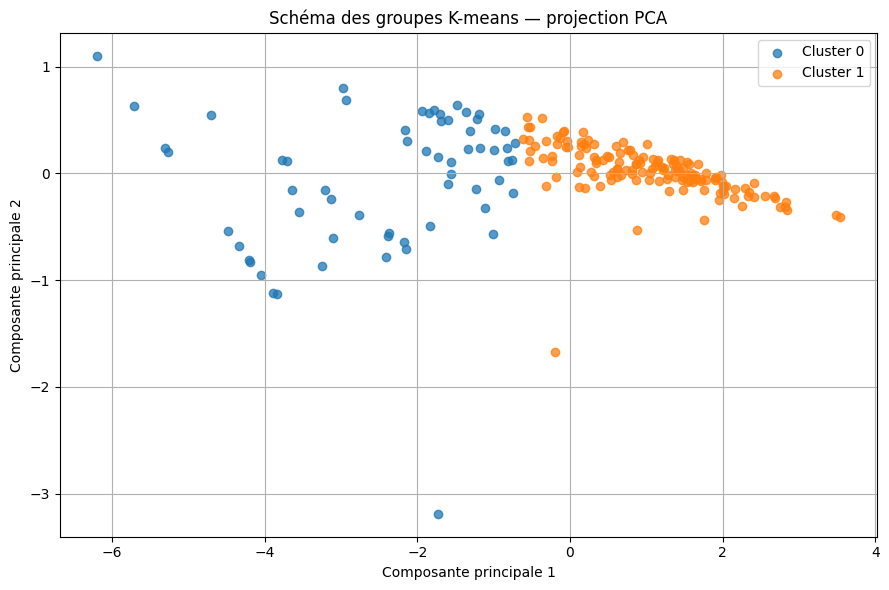 Schéma des groupes K-means — projection PCA
Cluster 0
Cluster 1
1
0
−1
−2
−3
Composante principale 2
−6
−4
−2
0
2
4
Composante principale 1